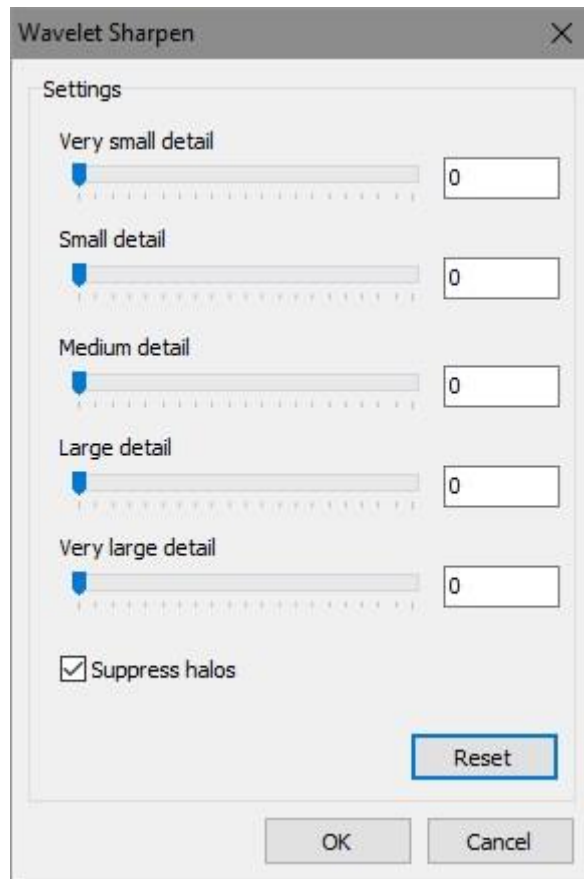 Wavelet Sharpen
Settings
Very small detail
0
Small detail
0
Medium detail
0
Large detail
0
Very large detail
0
Suppress halos
Reset
OK Cancel